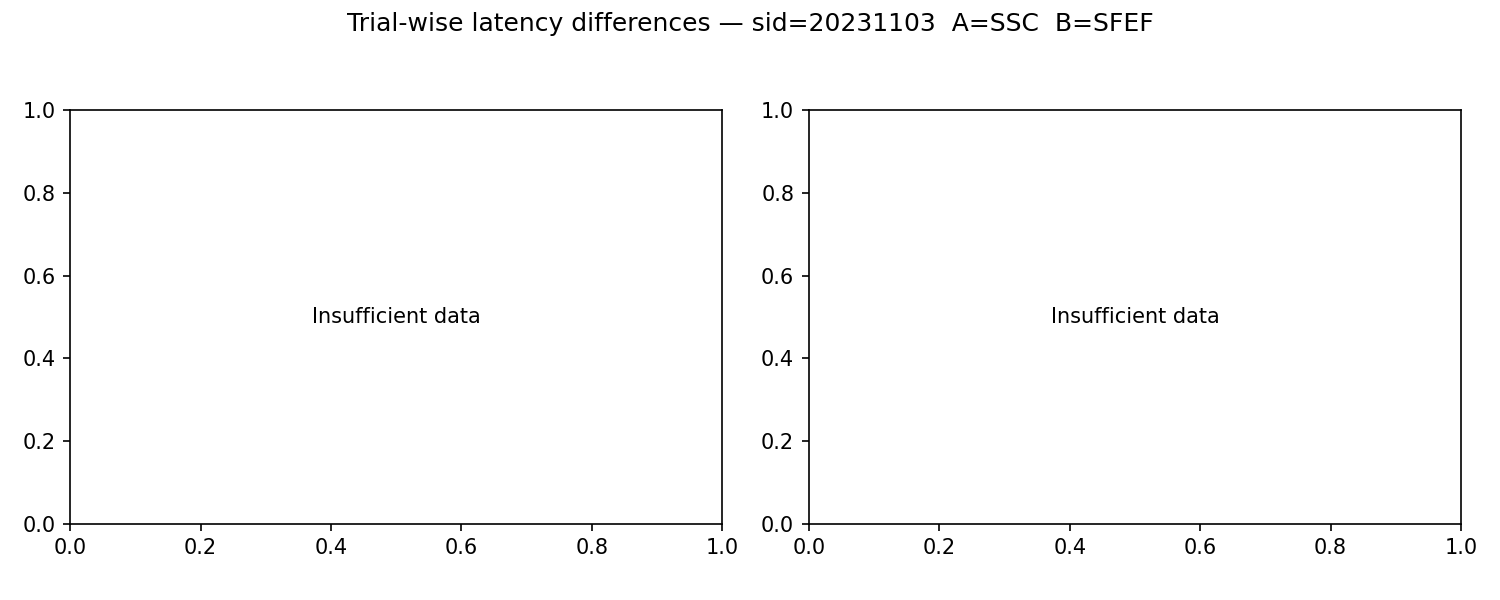 Trial-wise latency differences — sid=20231103  A=SSC  B=SFEF
1.0
0.8
0.6
0.4
0.2
0.0
Insufficient data
0.0 0.2 0.4 0.6 0.8 1.0
1.0
0.8
0.6
0.4
0.2
0.0
Insufficient data
0.0 0.2 0.4 0.6 0.8 1.0